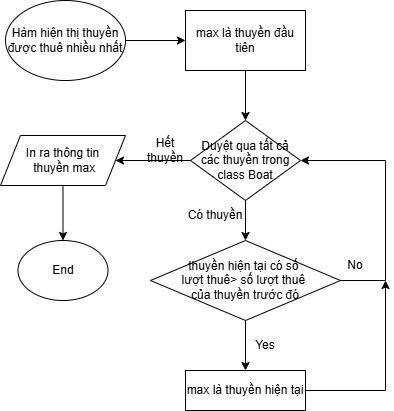 Hàm hiện thị thuyền
được thuê nhiều nhất
max là thuyền đầu
tiên
Duyệt qua tất cả
các thuyền trong
class Boat
Hết
thuyền
In ra thông tin
thuyền max
End
Có thuyền
thuyền hiện tại có số
lượt thuê> số lượt thuê
của thuyền trước đó
No
Yes
max là thuyền hiện tại